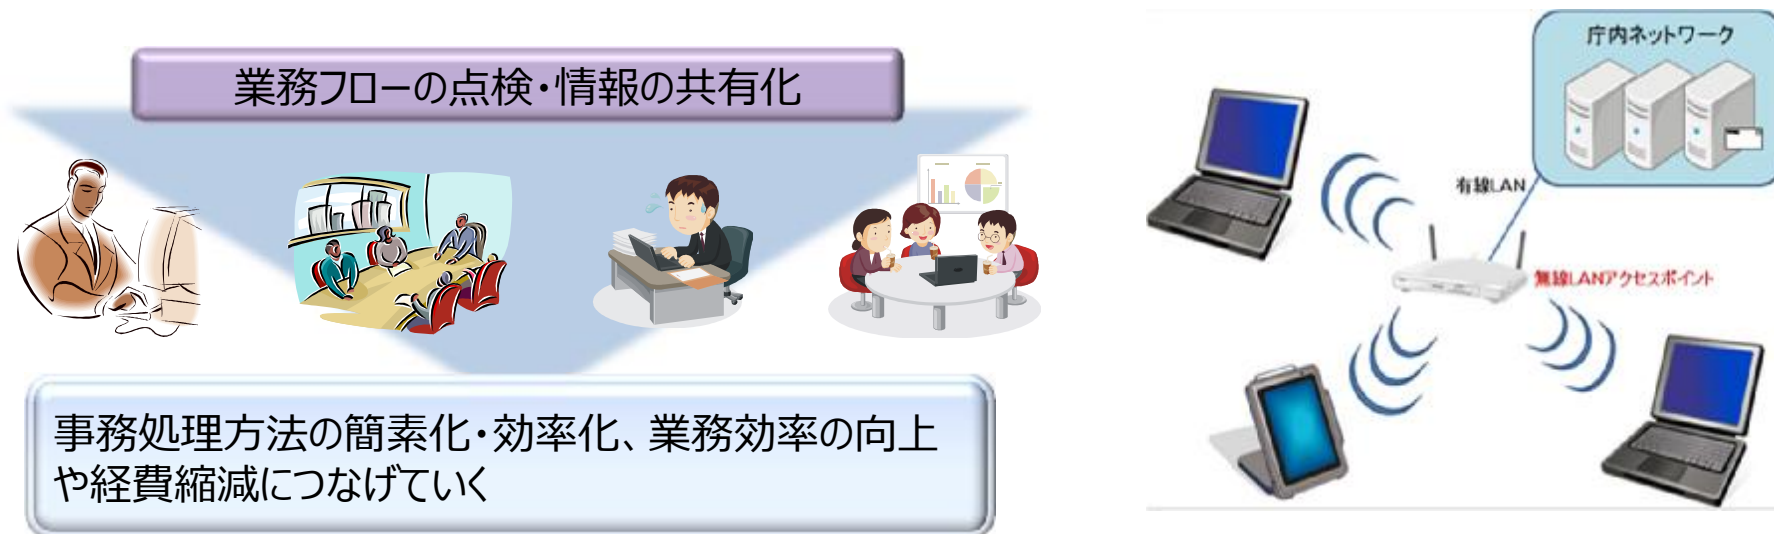 業務フローの点検・情報の共有化
事務処理方法の簡素化・効率化、業務効率の向上
や経費縮減につなげていく
庁内ネットワーク
有線LAN
無線LANアクセスポイント